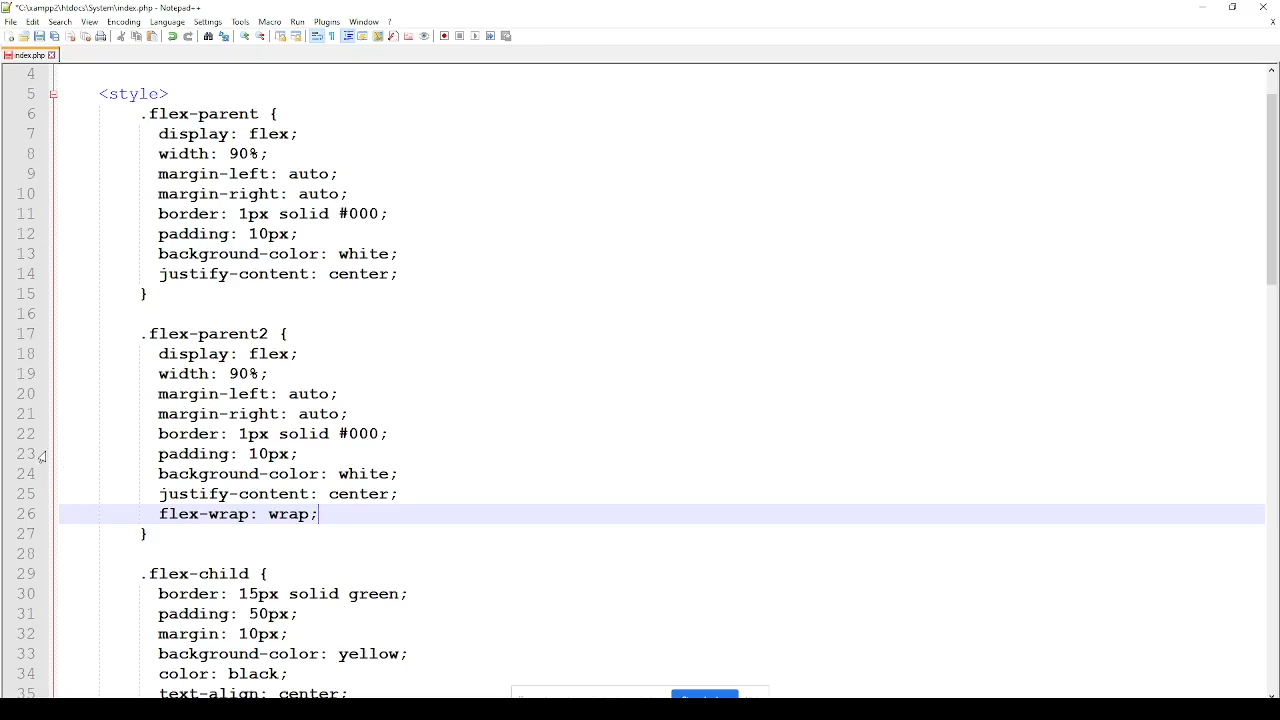 *C:\xampp2\htdocs\System\index.php - Notepad++
File Edit Search View Encoding Language Settings Tools Macro Run Plugins Window ? X
index.php
4
5 <style>
6 .flex-parent {
7 display: flex;
8 width: 90%;
9 margin-left: auto;
10 margin-right: auto;
11 border: 1px solid #000;
12 padding: 10px;
13 background-color: white;
14 justify-content: center;
15 }
16
17 .flex-parent2 {
18 display: flex;
19 width: 90%;
20 margin-left: auto;
21 margin-right: auto;
22 border: 1px solid #000;
23 padding: 10px;
24 background-color: white;
25 justify-content: center;
26 flex-wrap: wrap;
27 }
28
29 .flex-child {
30 border: 15px solid green;
31 padding: 50px;
32 margin: 10px;
33 background-color: yellow;
34 color: black;
35 text-align: center;